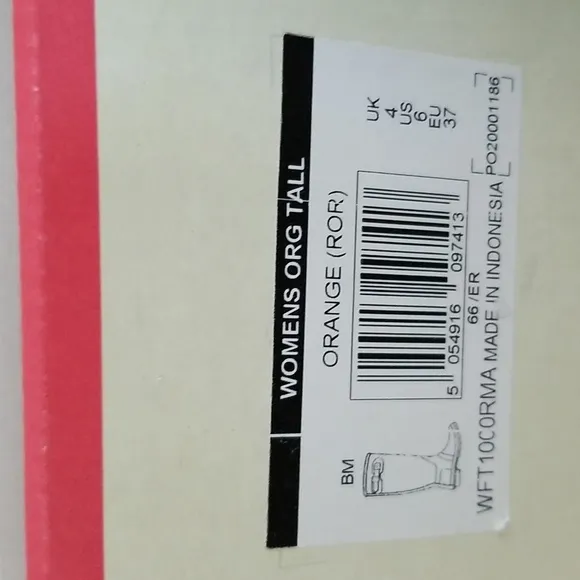 WOMENS ORG TALL
ORANGE (ROR)
UK
4
US
6
EU
37
5 054916 097413
66/ER
BM
WFT1000RMA MADE IN INDONESIA PO20001186